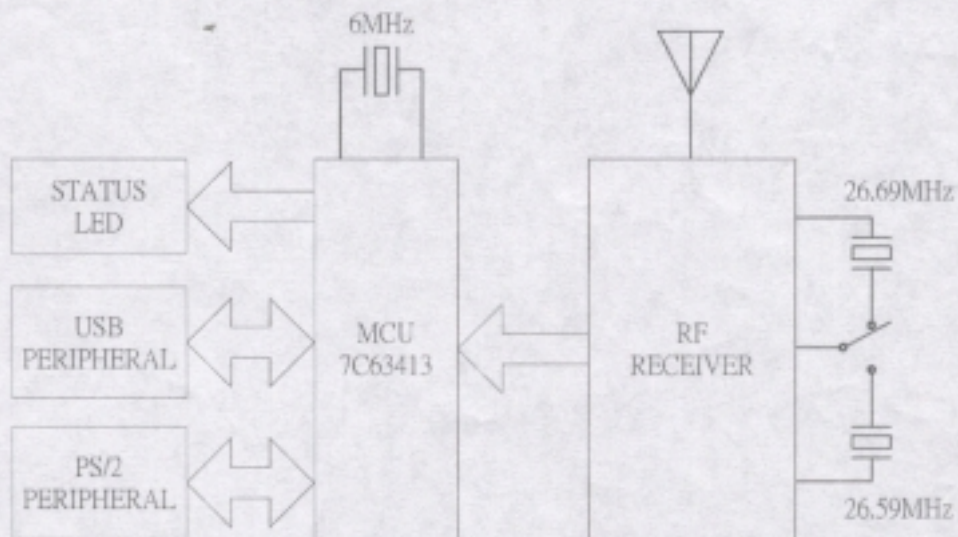 6MHz
STATUS
LED
26.69MHz
USB
PERIPHERAL
MCU
7C63413
RF
RECEIVER
PS/2
PERIPHERAL
26.59MHz